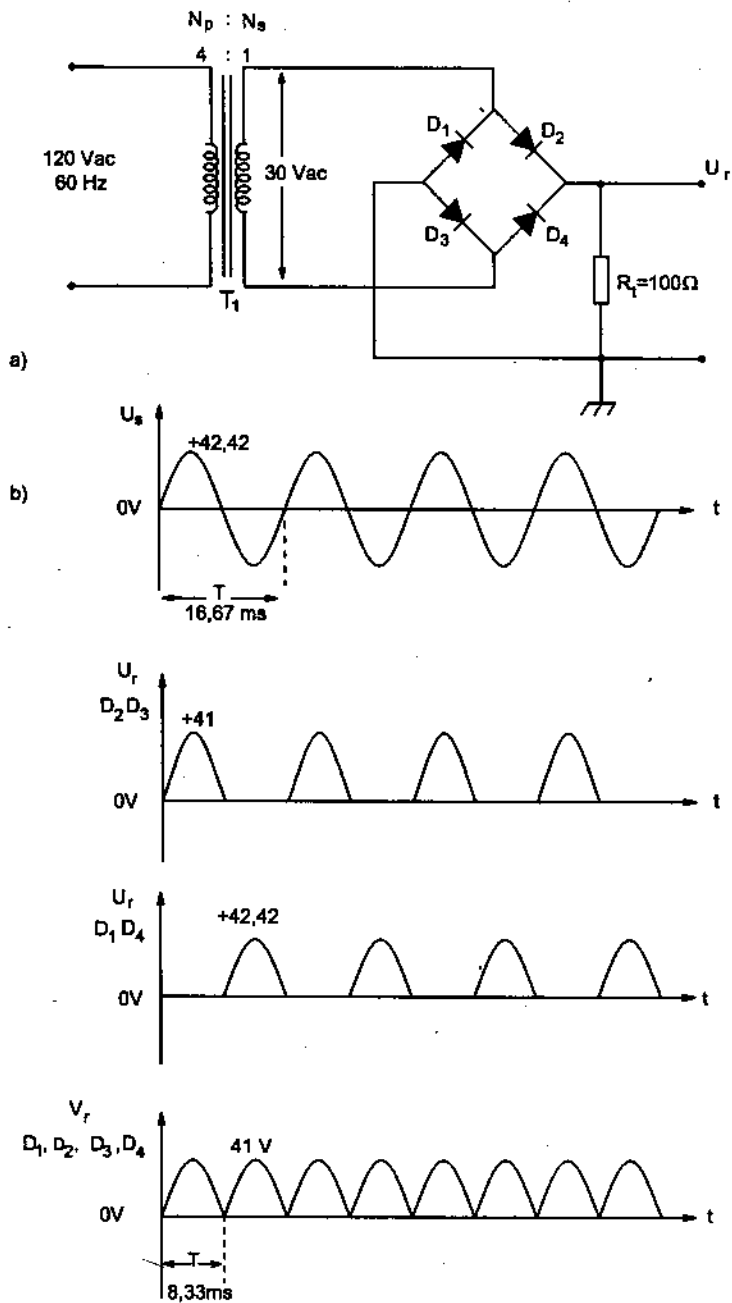 Np : Ns
4 : 1
120 Vac
60 Hz
30 Vac
T1
D1
D2
D3
D4
Ur
Rt=100Ω
a)
Us
+42,42
b)
0V
t
T
16,67 ms
Ur
D2D3
+41
0V
t
Ur
D1 D4
+42,42
0V
t
Vr
D1, D2, D3, D4
41 V
0V
t
T
8,33ms